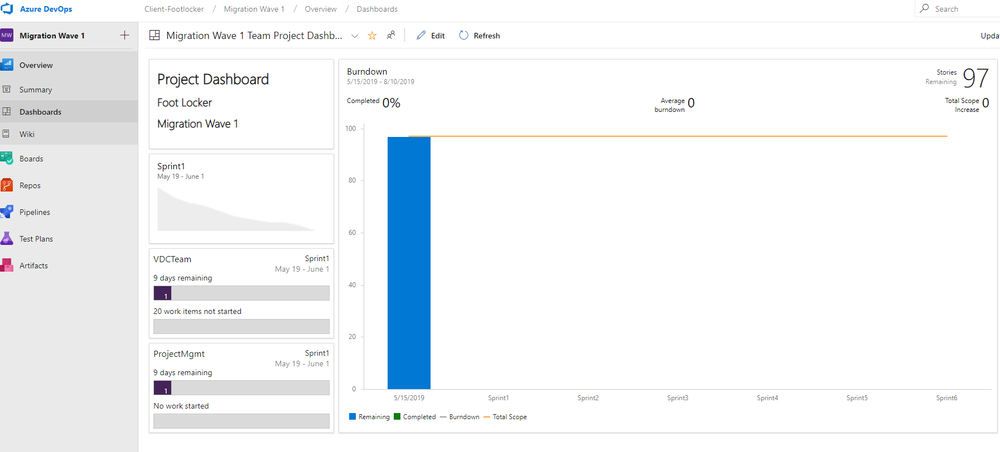 Azure DevOps
Client-Footlocker / Migration Wave 1 / Overview / Dashboards
Search
MW Migration Wave 1
Migration Wave 1 Team Project Dashb...
Edit
Refresh
Upda
Overview
Summary
Dashboards
Wiki
Boards
Repos
Pipelines
Test Plans
Artifacts
Project Dashboard
Foot Locker
Migration Wave 1
Sprint1
May 19 - June 1
VDCTeam
Sprint1
May 19 - June 1
9 days remaining
1
20 work items not started
ProjectMgmt
Sprint1
May 19 - June 1
9 days remaining
1
No work started
Burndown
5/15/2019 - 8/10/2019
Stories
Remaining
97
Completed 0%
Average
burndown
0
Total Scope
Increase
0
100
80
60
40
20
0
5/15/2019 Sprint1 Sprint2 Sprint3 Sprint4 Sprint5 Sprint6
Remaining Completed Burndown Total Scope